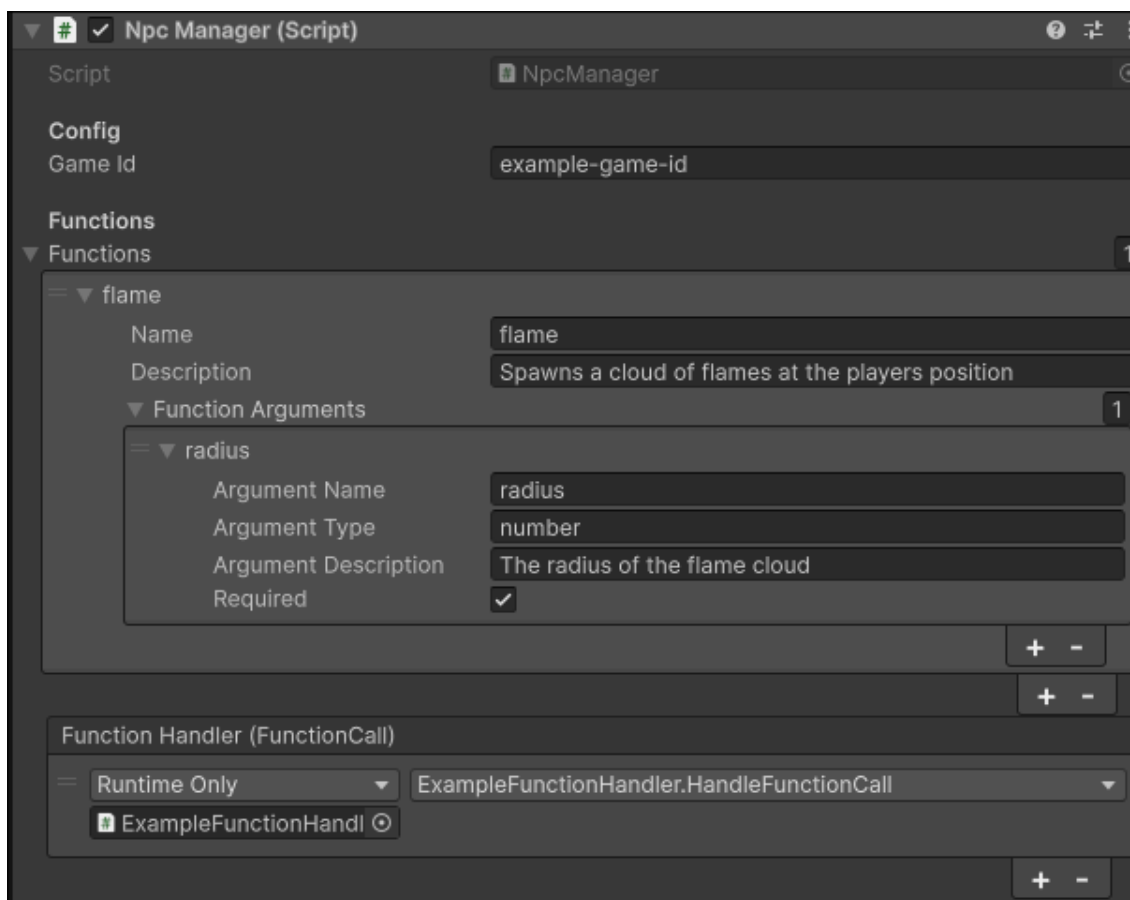 # Npc Manager (Script)
Script # NpcManager
Config
Game Id example-game-id
Functions
Functions 1
flame
Name flame
Description Spawns a cloud of flames at the players position
Function Arguments 1
radius
Argument Name radius
Argument Type number
Argument Description The radius of the flame cloud
Required
+ -
+ -
Function Handler (FunctionCall)
Runtime Only ExampleFunctionHandler.HandleFunctionCall
# ExampleFunctionHandl
+ -